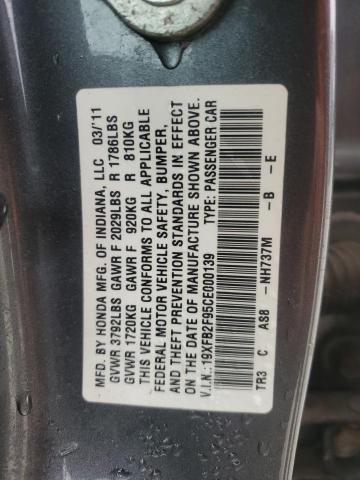 MFD. BY HONDA MFG. OF INDIANA, LLC 03/'11
GVWR 3792LBS GAWR F 2029LBS R 1786LBS
GVWR 1720KG GAWR F 920KG R 810KG
THIS VEHICLE CONFORMS TO ALL APPLICABLE
FEDERAL MOTOR VEHICLE SAFETY, BUMPER,
AND THEFT PREVENTION STANDARDS IN EFFECT
ON THE DATE OF MANUFACTURE SHOWN ABOVE.
V.I.N.: 19XFB2F95CE000139 TYPE: PASSENGER CAR
TR3 C AS8 -NH737M -B -E